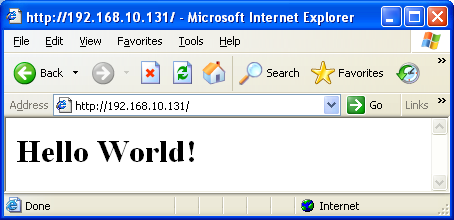 http://192.168.10.131/ - Microsoft Internet Explorer
File Edit View Favorites Tools Help
Back Search Favorites
Address http://192.168.10.131/ Go Links
Hello World!
Done Internet